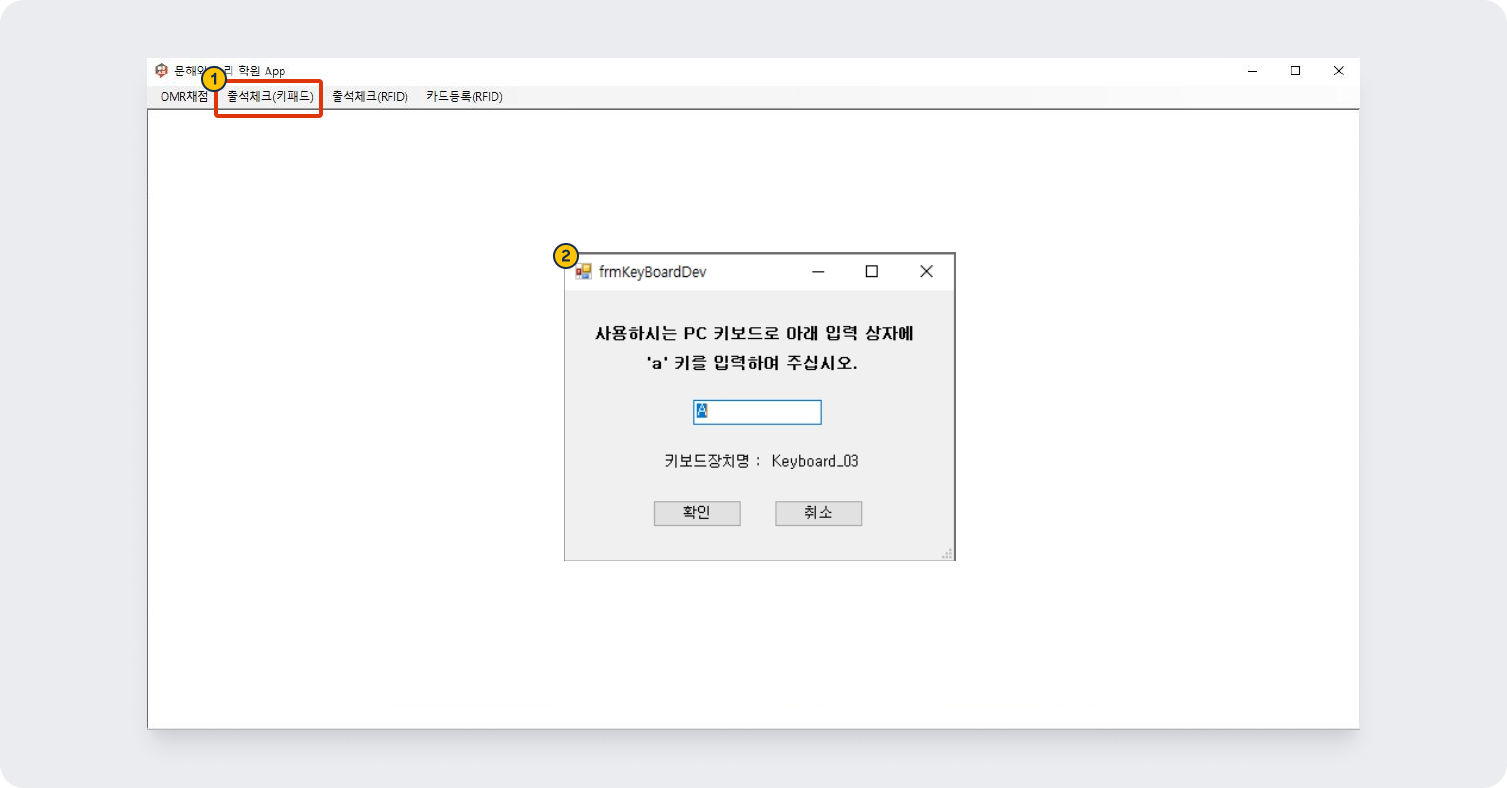 문해와 리 학원 App
1
OMR채점 출석체크(키패드) 출석체크(RFID) 카드등록(RFID)
2
frmKeyBoardDev
사용하시는 PC 키보드로 아래 입력 상자에
'a' 키를 입력하여 주십시오.
A
키보드장치명 : Keyboard_03
확인 취소